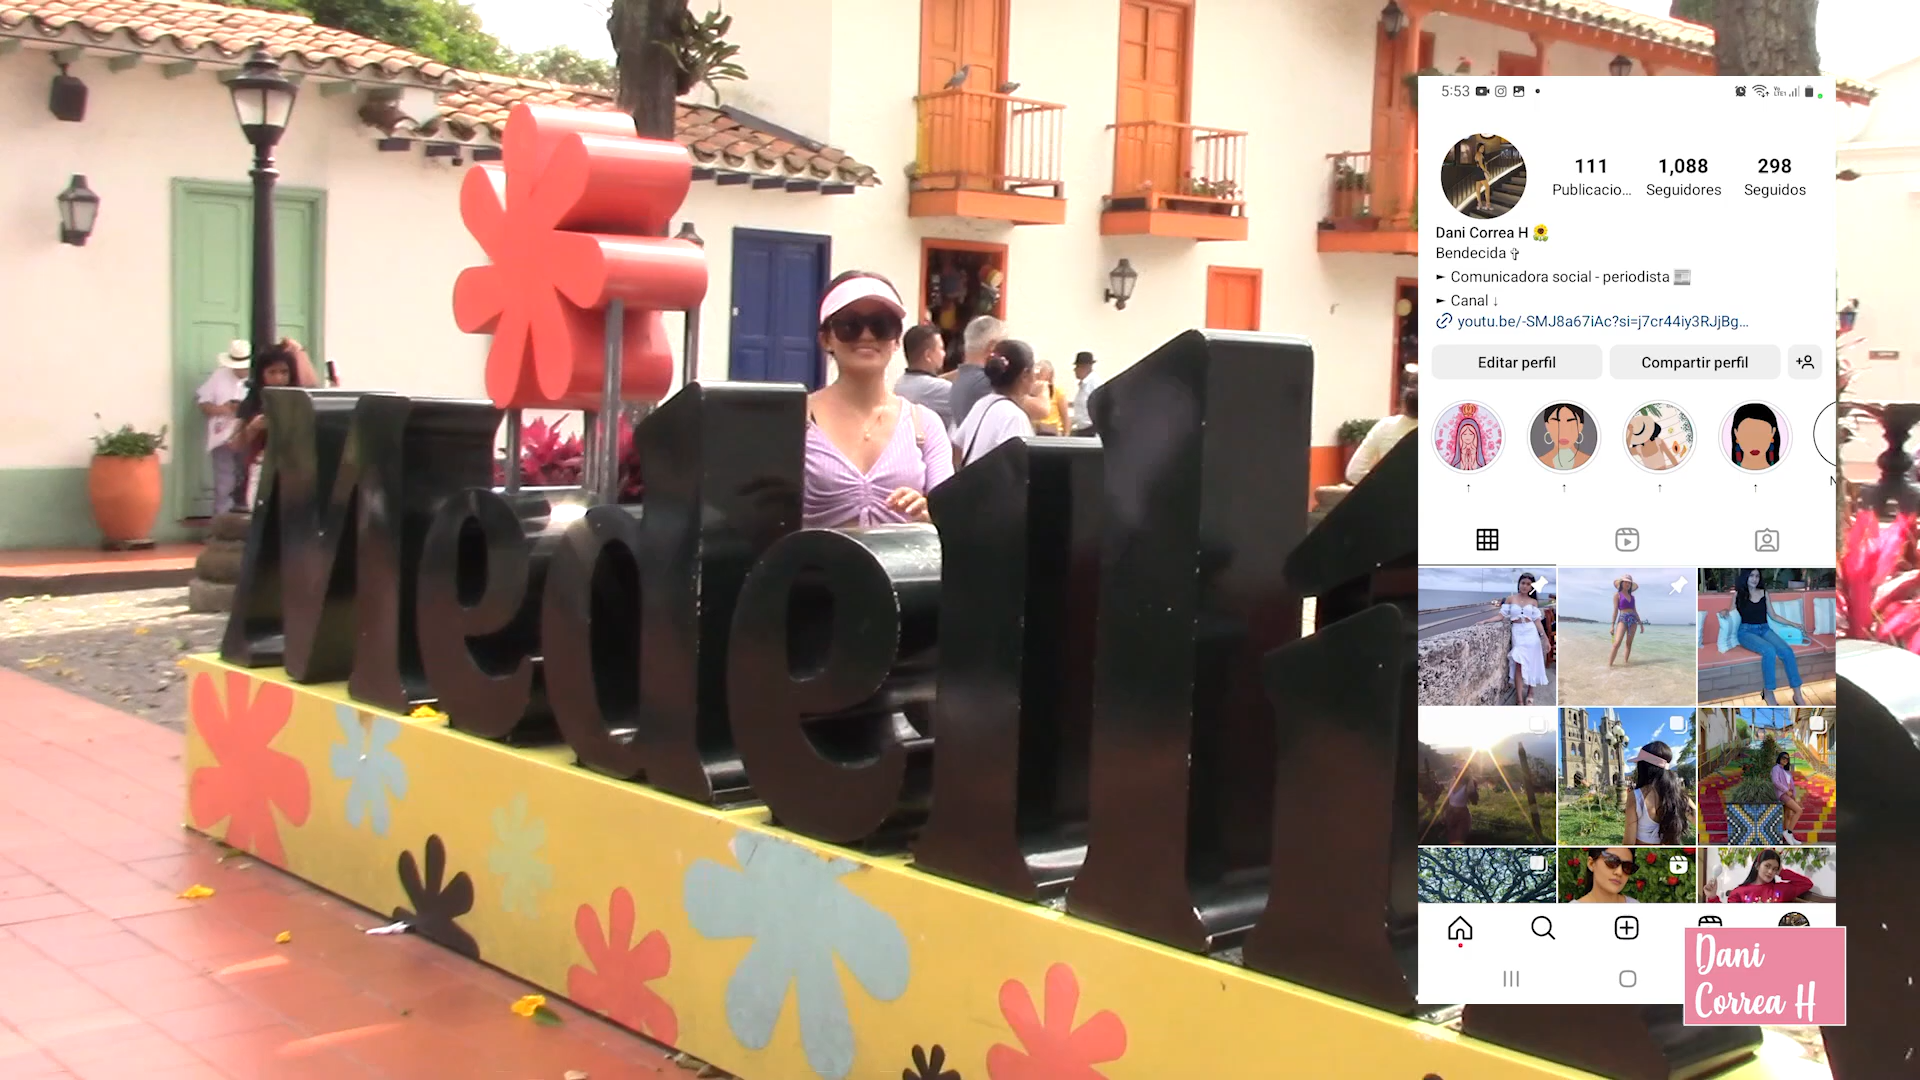 Medelli
5:53
111
1,088
298
Publicacio...
Seguidores
Seguidos
Dani Correa H
Bendecida
► Comunicadora social - periodista
► Canal ↓
youtu.be/-SMJ8a67iAc?si=j7cr44iy3RJjBg...
Editar perfil
Compartir perfil
Dani
Correa H